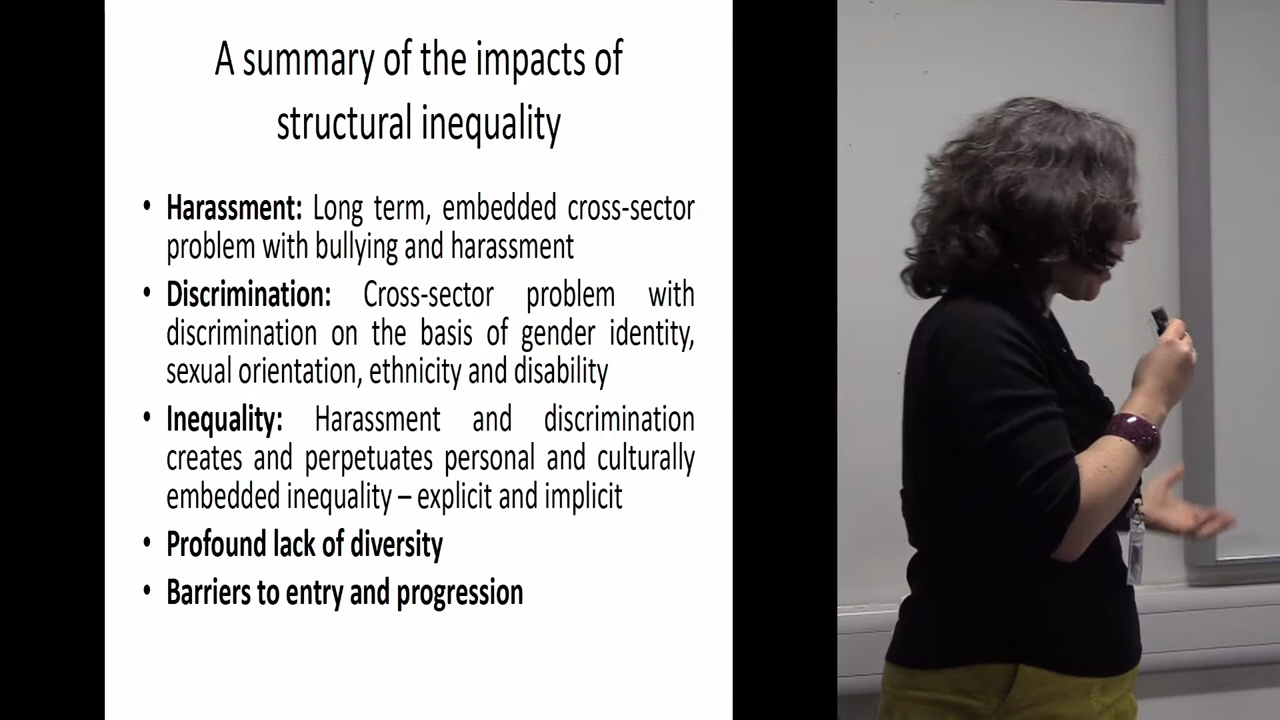 A summary of the impacts of
structural inequality
• Harassment: Long term, embedded cross-sector
problem with bullying and harassment
• Discrimination: Cross-sector problem with
discrimination on the basis of gender identity,
sexual orientation, ethnicity and disability
• Inequality: Harassment and discrimination
creates and perpetuates personal and culturally
embedded inequality – explicit and implicit
• Profound lack of diversity
• Barriers to entry and progression